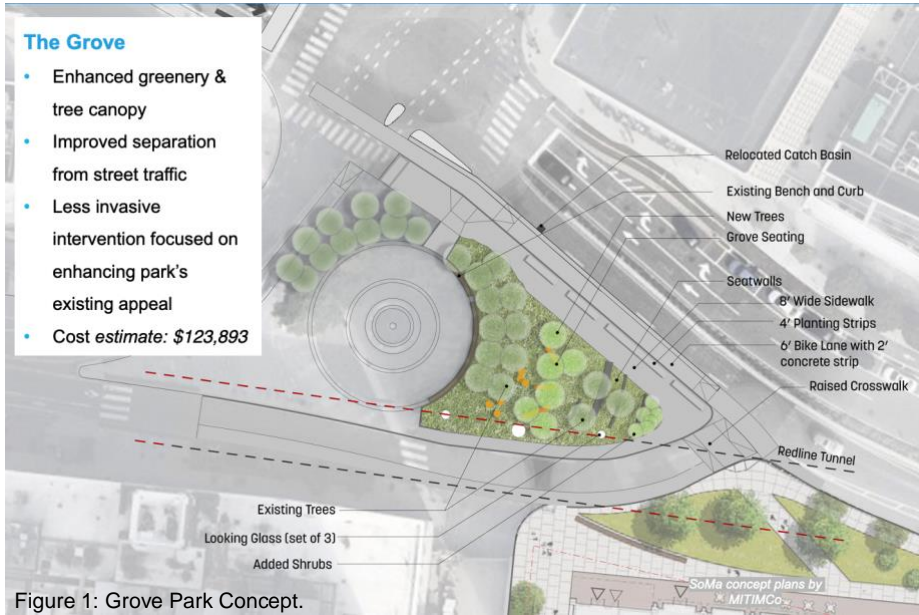 The Grove
• Enhanced greenery &
tree canopy
• Improved separation
from street traffic
• Less invasive
intervention focused on
enhancing park's
existing appeal
• Cost estimate: $123,893
Relocated Catch Basin
Existing Bench and Curb
New Trees
Grove Seating
Seatwalls
8' Wide Sidewalk
4' Planting Strips
6' Bike Lane with 2'
concrete strip
Raised Crosswalk
Redline Tunnel
Existing Trees
Looking Glass (set of 3)
Added Shrubs
SoMa concept plans by
MITIMCo
Figure 1: Grove Park Concept.